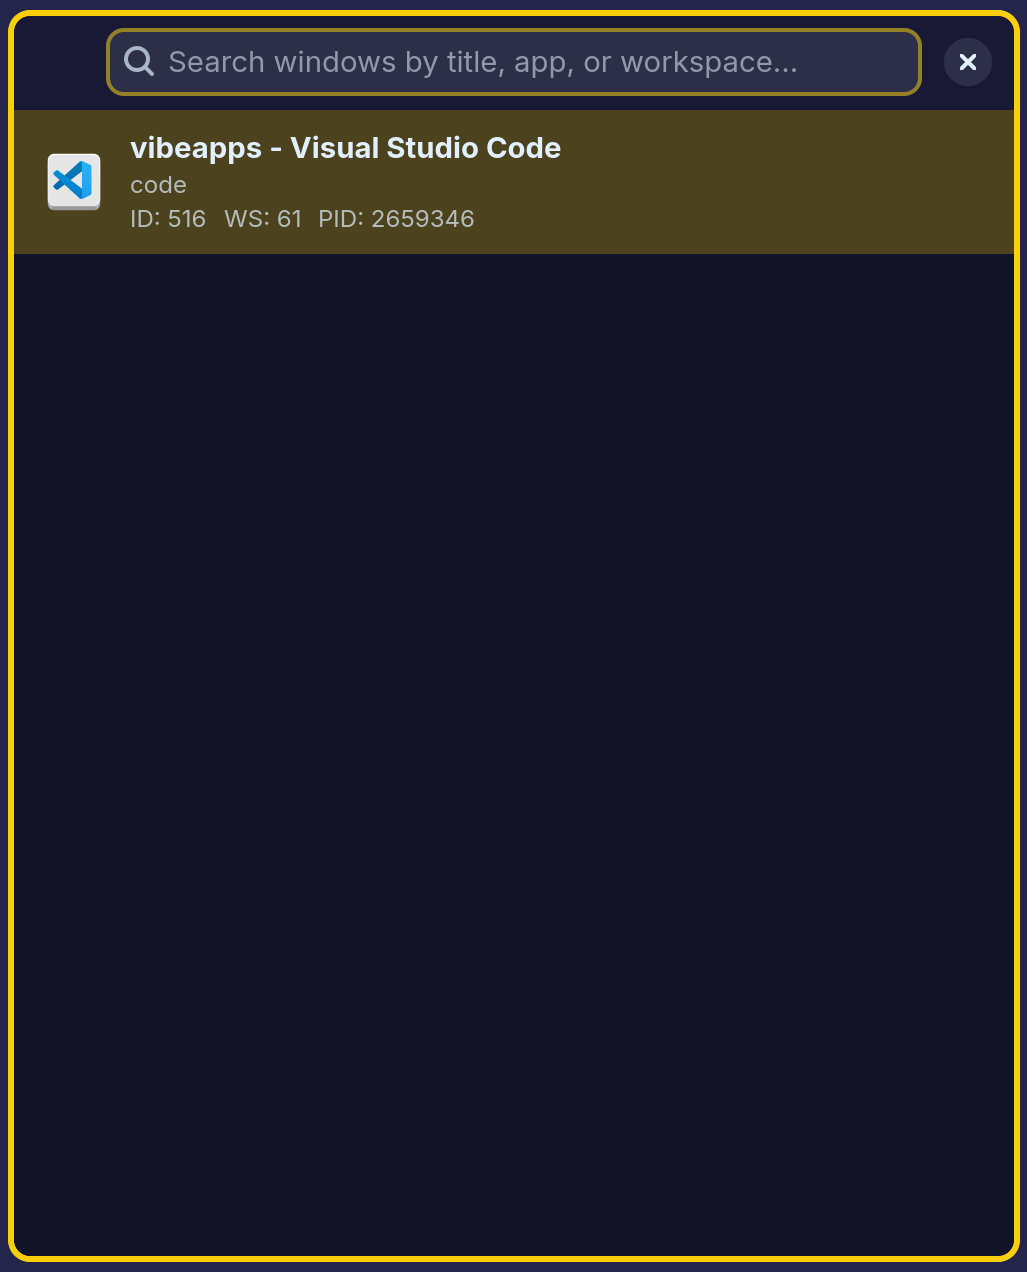 Search windows by title, app, or workspace...
vibeapps - Visual Studio Code
code
ID: 516 WS: 61 PID: 2659346